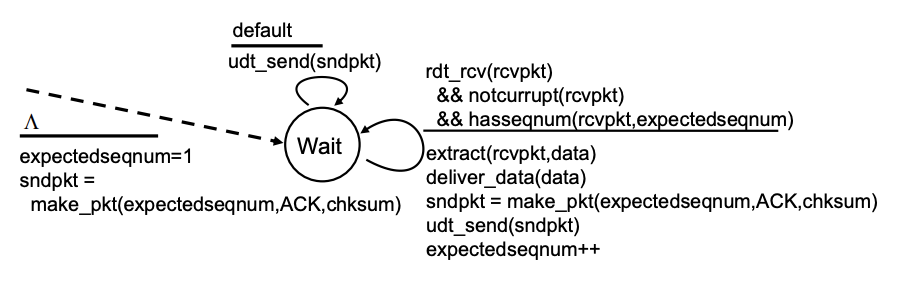 default
udt_send(sndpkt)
rdt_rcv(rcvpkt)
&& notcurrupt(rcvpkt)
&& hasseqnum(rcvpkt,expectedseqnum)
Λ
Wait
expectedseqnum=1
sndpkt =
make_pkt(expectedseqnum,ACK,chksum)
extract(rcvpkt,data)
deliver_data(data)
sndpkt = make_pkt(expectedseqnum,ACK,chksum)
udt_send(sndpkt)
expectedseqnum++